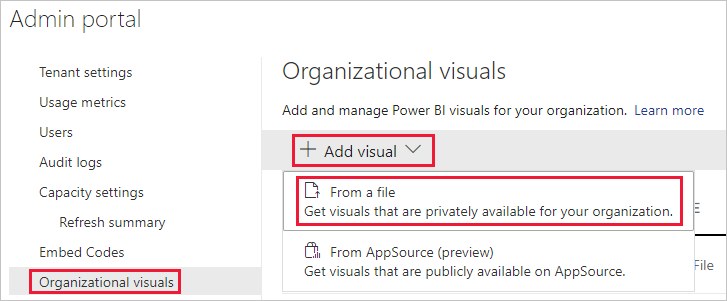 Admin portal
Tenant settings
Usage metrics
Users
Audit logs
Capacity settings
Refresh summary
Embed Codes
Organizational visuals
Organizational visuals
Add and manage Power BI visuals for your organization. Learn more
Add visual
From a file
Get visuals that are privately available for your organization.
E
From AppSource (preview)
Get visuals that are publicly available on AppSource.
File